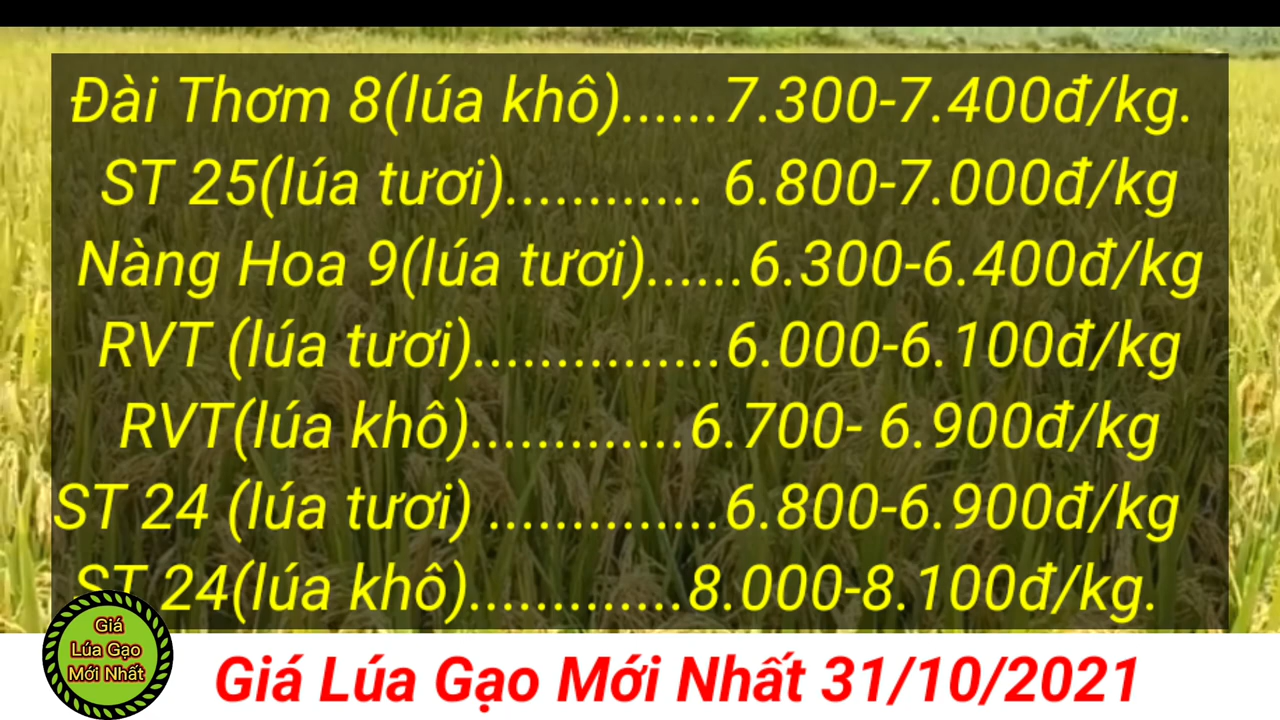 Đài Thơm 8(lúa khô)......7.300-7.400đ/kg.
ST 25(lúa tươi)............ 6.800-7.000đ/kg
Nàng Hoa 9(lúa tươi)......6.300-6.400đ/kg
RVT (lúa tươi)...............6.000-6.100đ/kg
RVT(lúa khô).............6.700- 6.900đ/kg
ST 24 (lúa tươi) ..............6.800-6.900đ/kg
ST 24(lúa khô).............8.000-8.100đ/kg.
Giá
Lúa Gạo
Mới Nhất
Giá Lúa Gạo Mới Nhất 31/10/2021